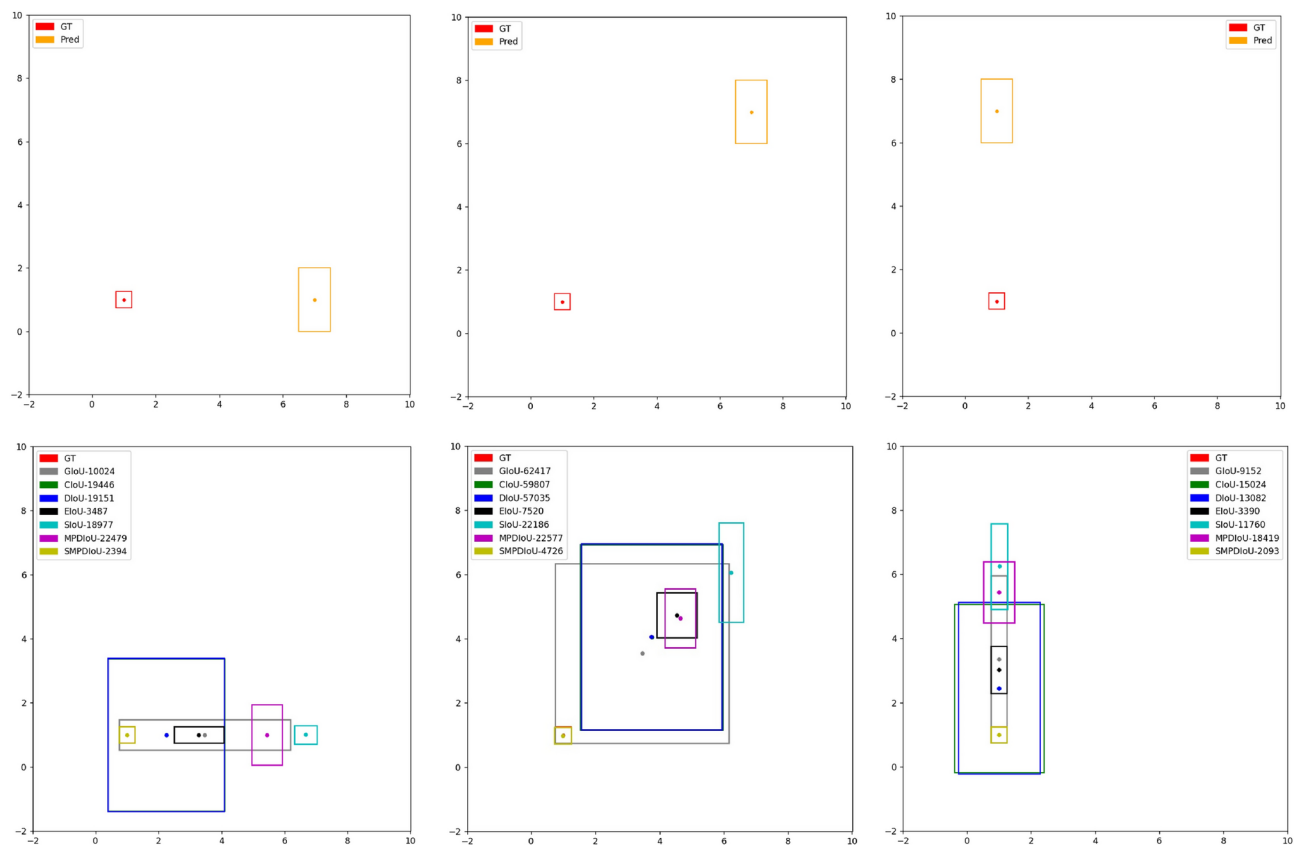 GT
Pred
10
8
6
4
2
0
−2
−2 0 2 4 6 8 10
GT
Pred
10
8
6
4
2
0
−2
−2 0 2 4 6 8 10
GT
Pred
10
8
6
4
2
0
−2
−2 0 2 4 6 8 10
GT
GIoU-10024
CIoU-19446
DIoU-19151
EIoU-3487
SIoU-18977
MPDIoU-22479
SMPDIoU-2394
10
8
6
4
2
0
−2
−2 0 2 4 6 8 10
GT
GIoU-62417
CIoU-59807
DIoU-57035
EIoU-7520
SIoU-22186
MPDIoU-22577
SMPDIoU-4726
10
8
6
4
2
0
−2
−2 0 2 4 6 8 10
GT
GIoU-9152
CIoU-15024
DIoU-13082
EIoU-3390
SIoU-11760
MPDIoU-18419
SMPDIoU-2093
10
8
6
4
2
0
−2
−2 0 2 4 6 8 10